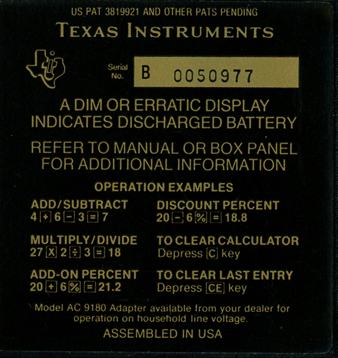 US PAT 3819921 AND OTHER PATS PENDING
TEXAS INSTRUMENTS
Serial No. B 0050977
A DIM OR ERRATIC DISPLAY
INDICATES DISCHARGED BATTERY
REFER TO MANUAL OR BOX PANEL
FOR ADDITIONAL INFORMATION
OPERATION EXAMPLES
ADD/SUBTRACT
4 + 6 − 3 = 7
DISCOUNT PERCENT
20 − 6 % = 18.8
MULTIPLY/DIVIDE
27 X 2 ÷ 3 = 18
TO CLEAR CALCULATOR
Depress C key
ADD-ON PERCENT
20 + 6 % = 21.2
TO CLEAR LAST ENTRY
Depress CE key
Model AC 9180 Adapter available from your dealer for
operation on household line voltage.
ASSEMBLED IN USA